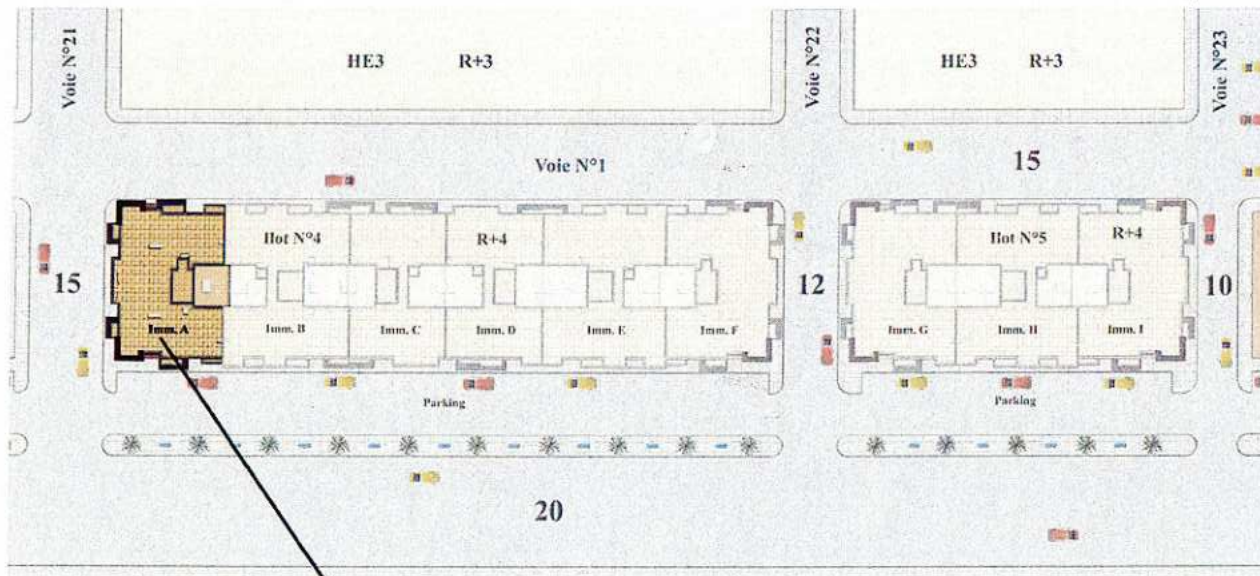 Voie N°21
HE3 R+3
Voie N°22
HE3 R+3
Voie N°23
Voie N°1
15
Ilot N°4 R+4
Ilot N°5 R+4
15
12
10
Imm. A Imm. B Imm. C Imm. D Imm. E Imm. F
Imm. G Imm. H Imm. I
Parking
Parking
20